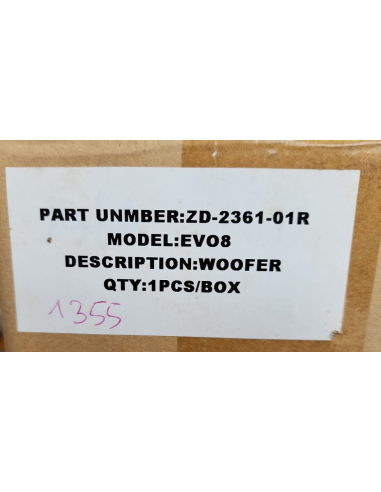 PART UNMBER:ZD-2361-01R
MODEL:EVO8
DESCRIPTION:WOOFER
QTY:1PCS/BOX
1355